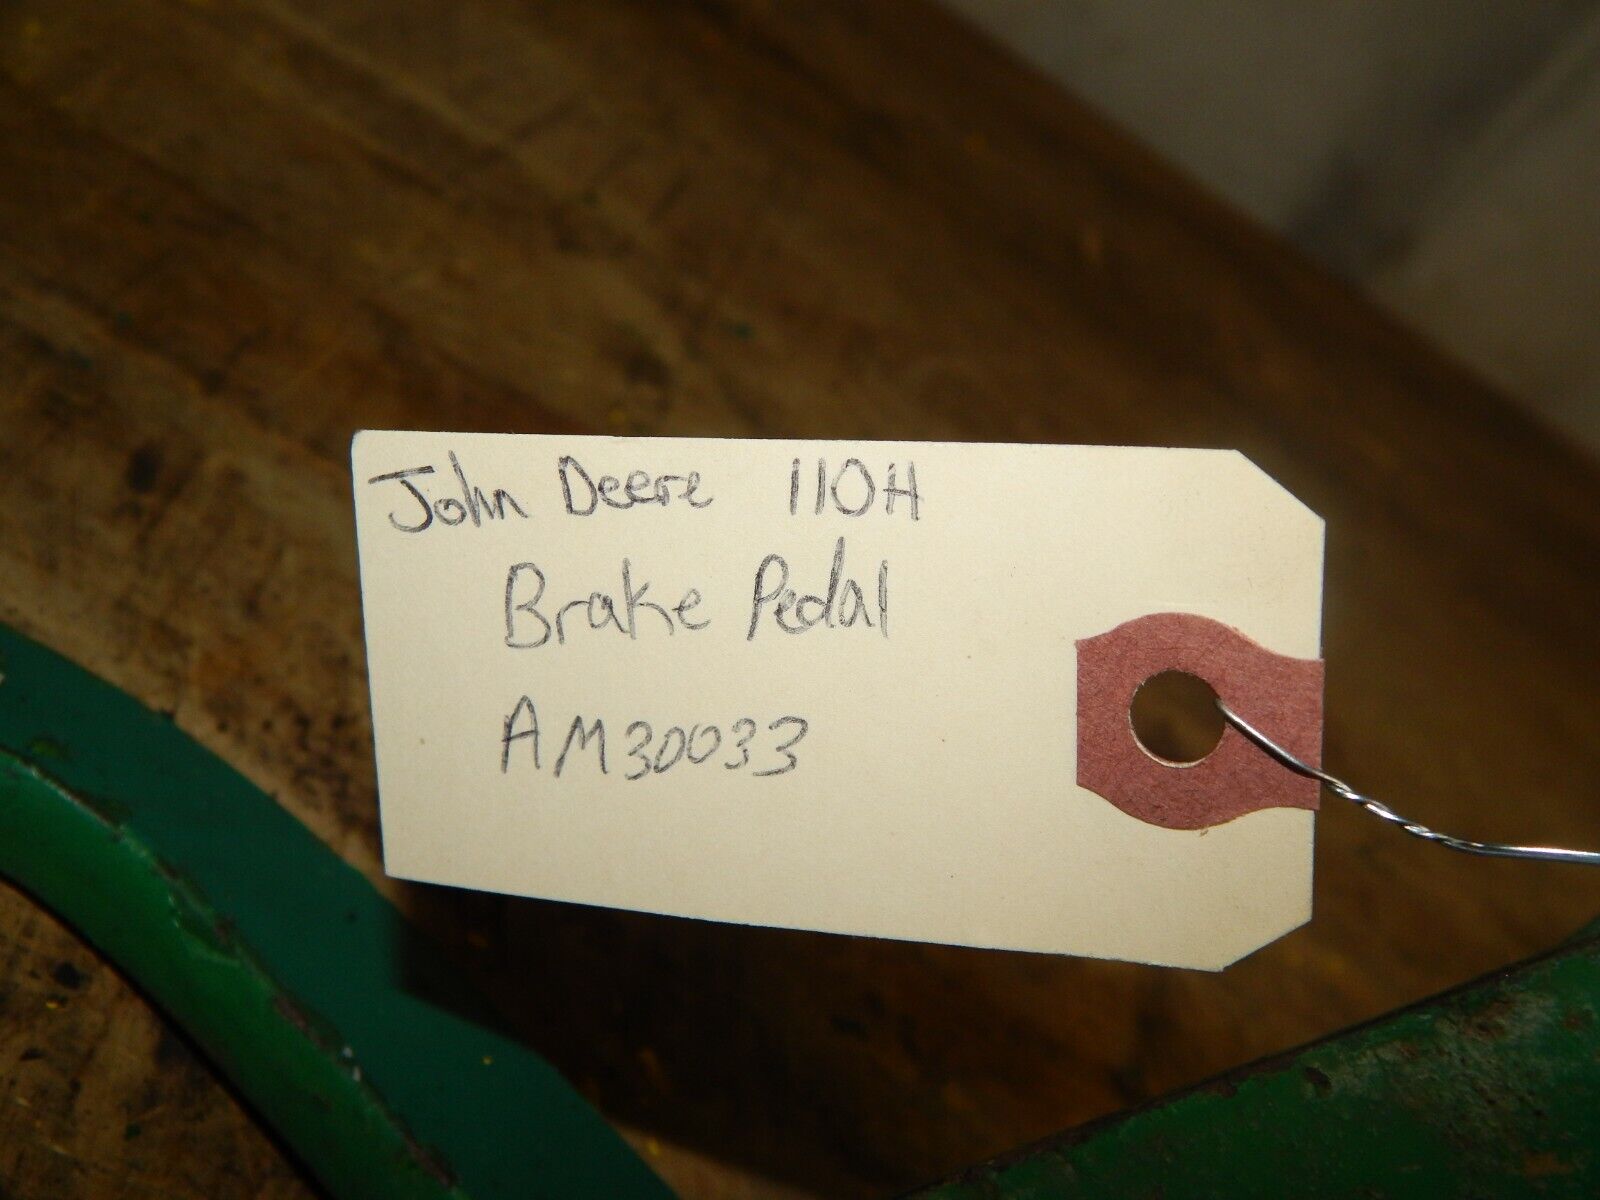 John Deere 110H
Brake Pedal
AM30033